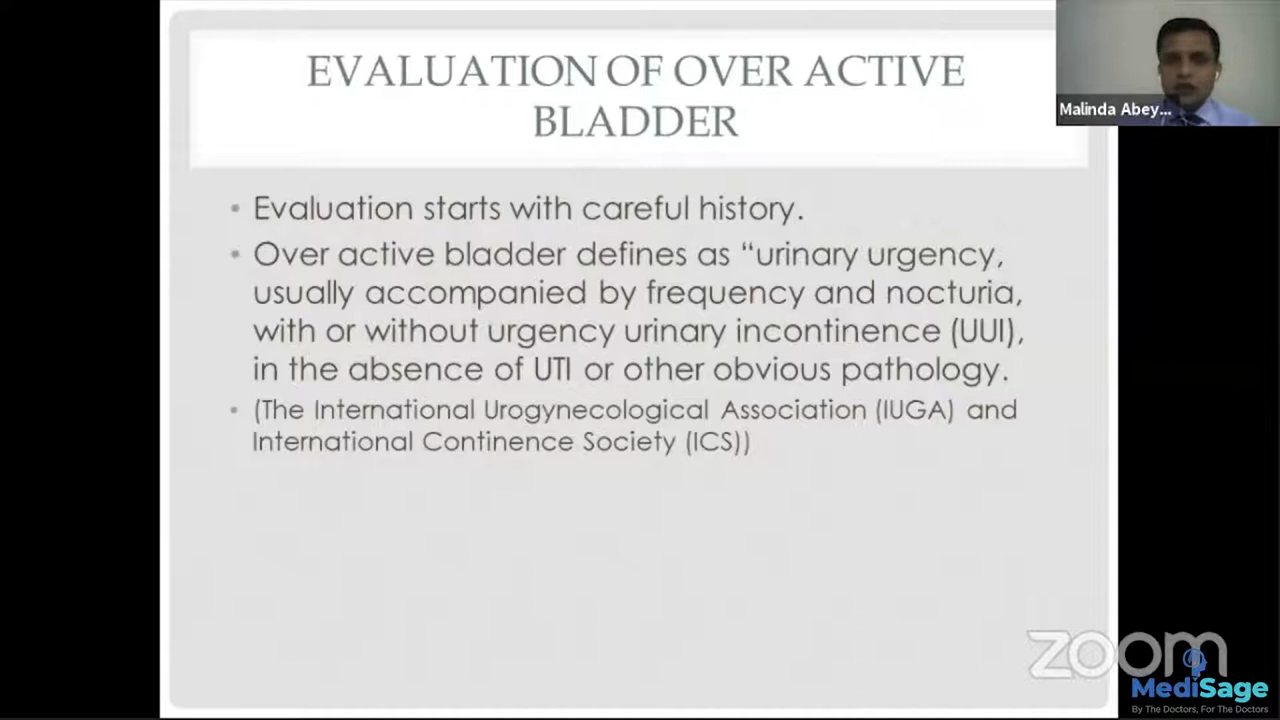 EVALUATION OF OVER ACTIVE
BLADDER
Malinda Abey...
• Evaluation starts with careful history.
• Over active bladder defines as “urinary urgency,
usually accompanied by frequency and nocturia,
with or without urgency urinary incontinence (UUI),
in the absence of UTI or other obvious pathology.
• (The International Urogynecological Association (IUGA) and
International Continence Society (ICS))
zoom
MediSage
By The Doctors, For The Doctors